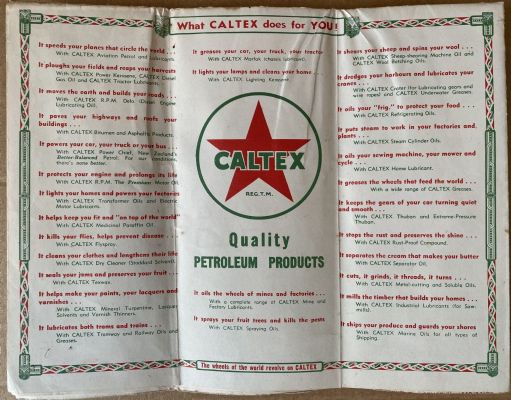 What CALTEX does for YOU!
It speeds your planes that circle the world . . .
With CALTEX Aviation Petrol and Lubricants.
It ploughs your fields and reaps your harvests
With CALTEX Power Kerosene, CALTEX Diesel
Gas Oil and CALTEX Tractor Lubricants.
It moves the earth and builds your roads
With CALTEX R.P.M. Delo. Diesel Engine
Lubricating Oil.
It paves your highways and roofs your
buildings . . .
With CALTEX Bitumen and Asphaltic Products.
It powers your car, your truck or your bus . . .
With CALTEX Power Chief, New Zealand's
Better-Balanced Petrol. For our conditions
there's none better.
It protects your engine and prolongs its life
With CALTEX R.P.M. The Premium Motor Oil.
It lights your homes and powers your factories
With CALTEX Transformer Oils and Electric
Motor Lubricants.
It helps keep you fit and "on top of the world"
With CALTEX Medicinal Paraffin Oil.
It kills your flies, helps prevent disease . . .
With CALTEX Flyspray.
It cleans your clothes and lengthens their life
With CALTEX Dry Cleaner (Stoddard Solvent).
It seals your jams and preserves your fruit . . .
With CALTEX Texwax.
It helps make your paints, your lacquers and
varnishes . . .
With CALTEX Mineral Turpentine, Lacquer
Solvents and Varnish Thinners.
It lubricates both trams and trains . . .
With CALTEX Tramway and Railway Oils and
Greases.
It greases your car, your truck, your tractor
With CALTEX Marfak (chassis lubricant).
It lights your lamps and cleans your home . . .
With CALTEX Lighting Kerosene.
CALTEX
REG. T.M.
Quality
PETROLEUM PRODUCTS
It oils the wheels of mines and factories . . .
With a complete range of CALTEX Mine and
Factory Lubricants.
It sprays your fruit trees and kills the pests
With CALTEX Spraying Oils.
The wheels of the world revolve on CALTEX
It shears your sheep and spins your wool . . .
With CALTEX Sheep-shearing Machine Oil and
CALTEX Wool Batching Oils.
It dredges your harbours and lubricates your
cranes . . .
With CALTEX Crater (for lubricating gears and
wire ropes) and CALTEX Underwater Greases.
It oils your "frig." to protect your food . . .
With CALTEX Refrigerating Oils.
It puts steam to work in your factories and
plants . . .
With CALTEX Steam Cylinder Oils.
It oils your sewing machine, your mower and
cycle . . .
With CALTEX Home Lubricant.
It greases the wheels that feed the world . . .
With a wide range of CALTEX Greases.
It keeps the gears of your car turning quiet
and smooth . . .
With CALTEX Thuban and Extreme-Pressure
Thuban.
It stops the rust and preserves the shine . . .
With CALTEX Rust-Proof Compound.
It separates the cream that makes your butter
With CALTEX Separator Oil.
It cuts, it grinds, it threads, it turns . . .
With CALTEX Metal-cutting and Soluble Oils.
It mills the timber that builds your homes . . .
With CALTEX Industrial Lubricants (for Saw-
mills).
It ships your produce and guards your shores
With CALTEX Marine Oils for all types of
Shipping.